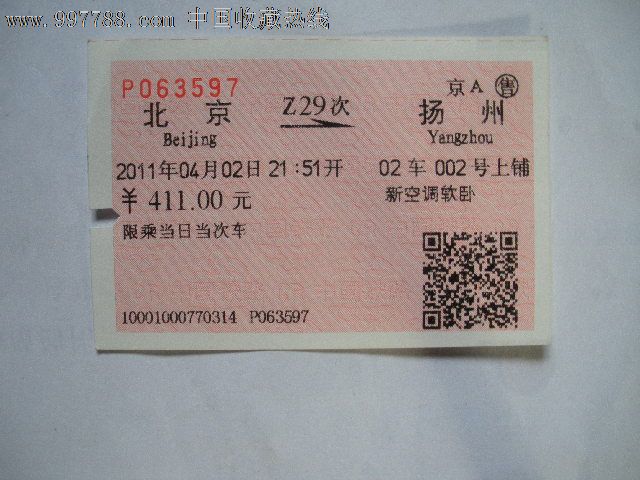 www.997788.com 中国收藏热线
P063597 京A 售
北京 Z29次 扬州
Beijing Yangzhou
2011年04月02日 21:51开 02车 002号上铺
¥ 411.00 元 新空调软卧
限乘当日当次车
10001000770314 P063597